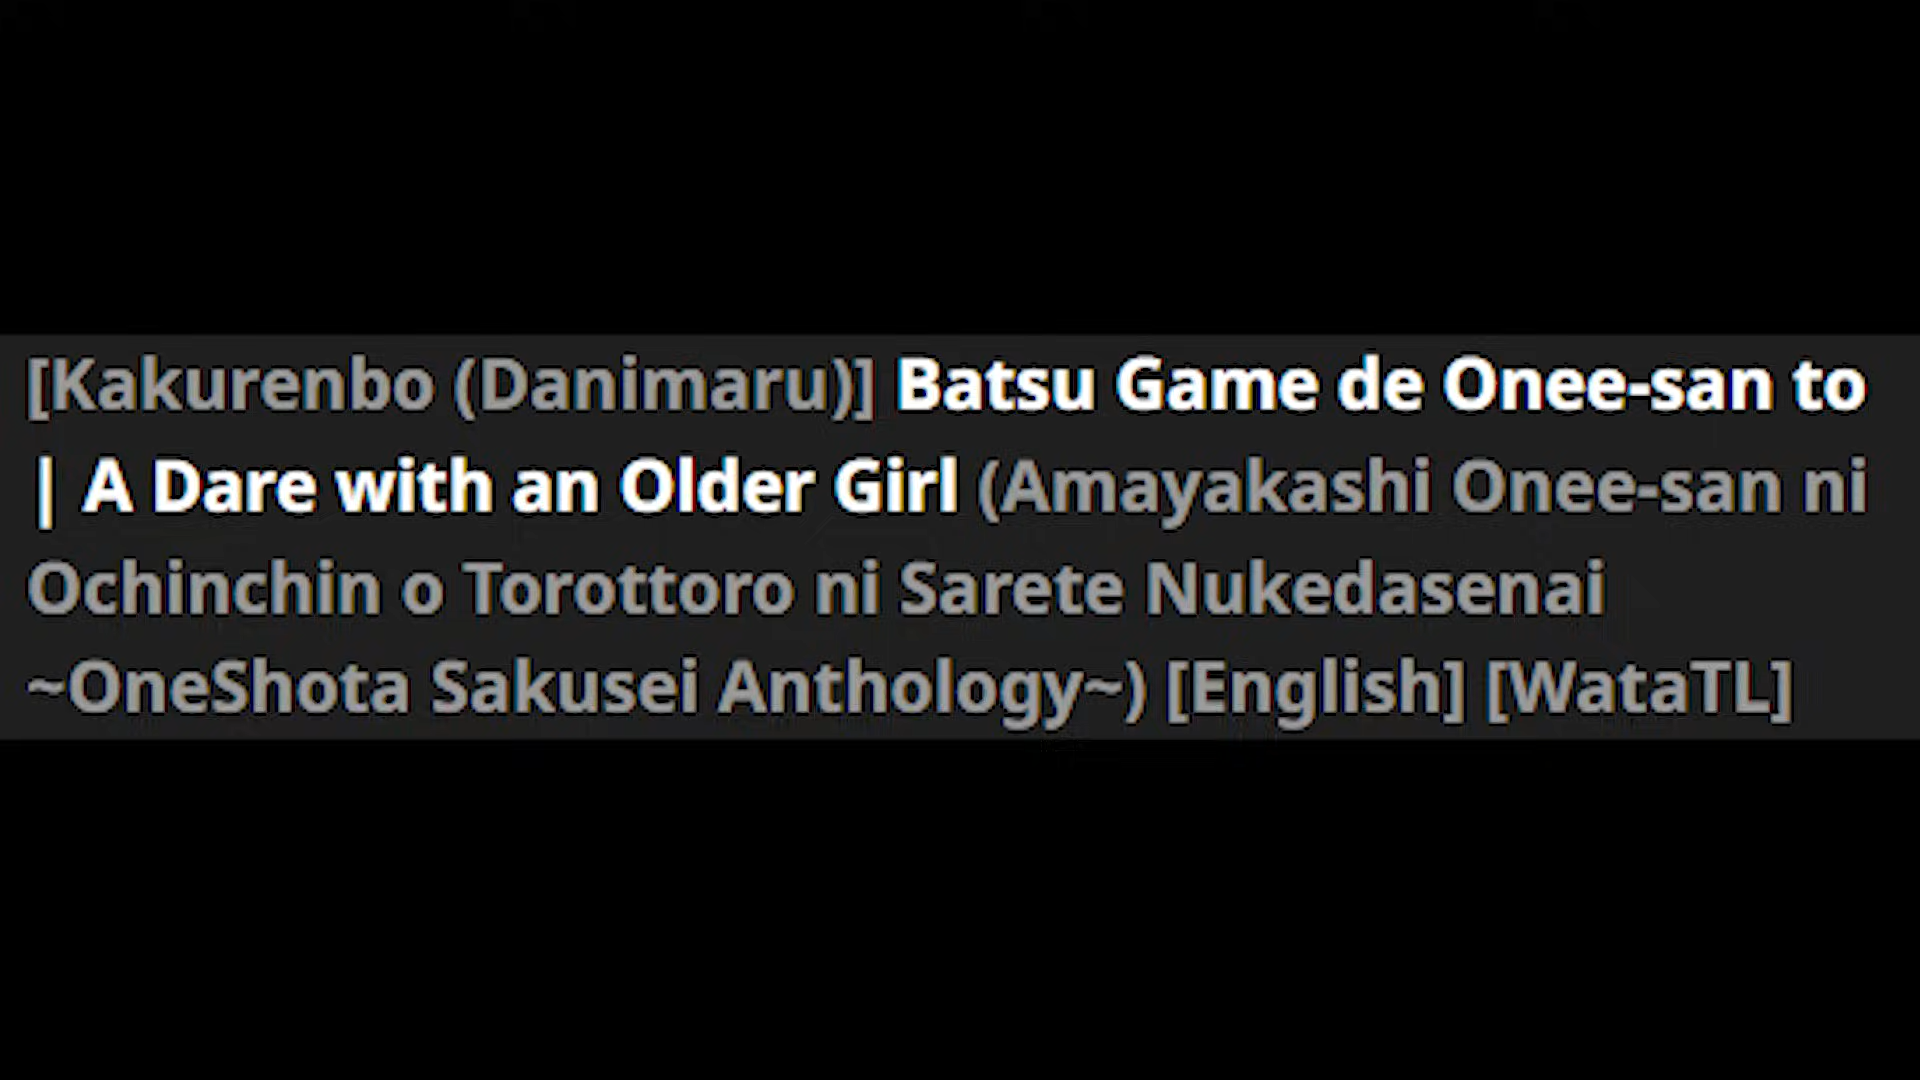 [Kakurenbo (Danimaru)] Batsu Game de Onee-san to
| A Dare with an Older Girl (Amayakashi Onee-san ni
Ochinchin o Torottoro ni Sarete Nukedasenai
~OneShota Sakusei Anthology~) [English] [WataTL]